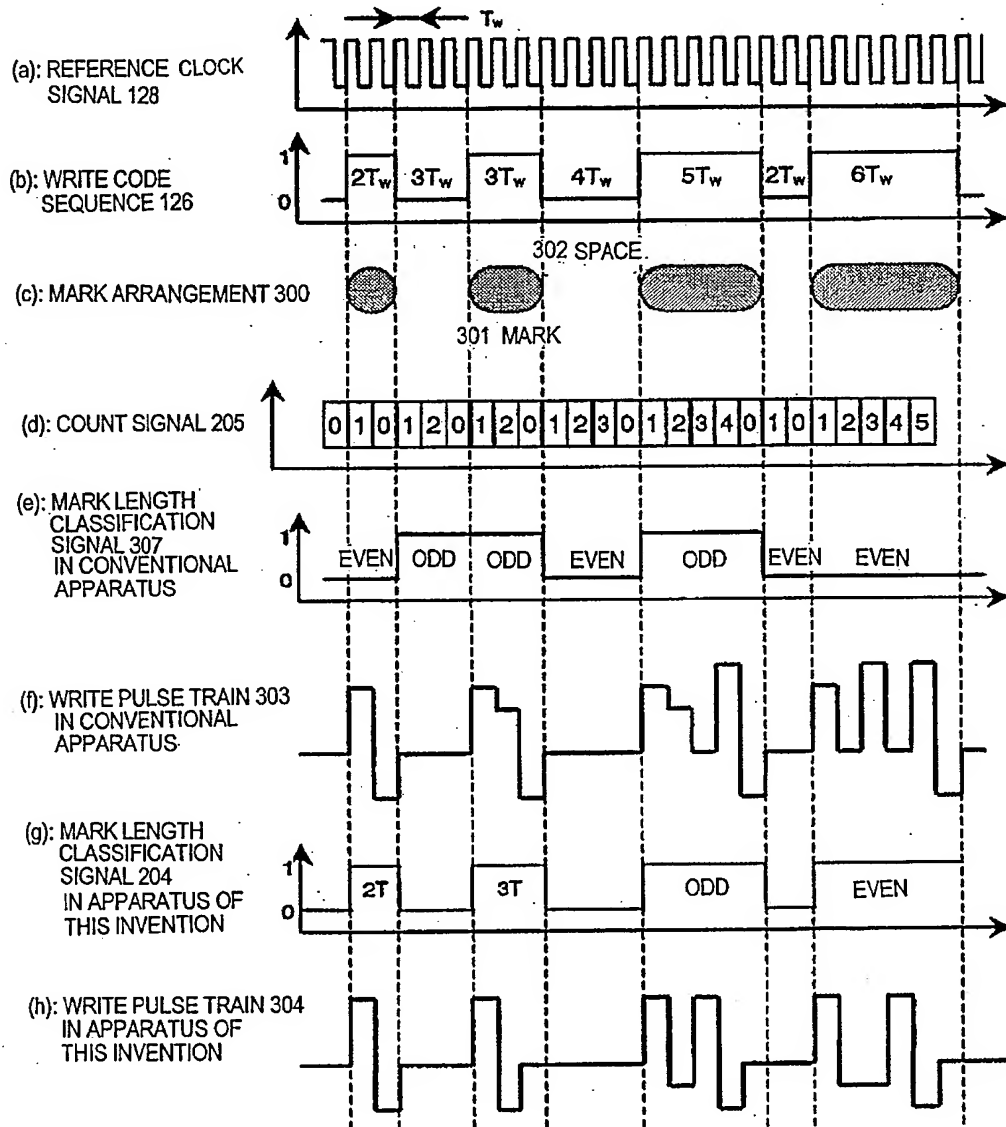 Tw
(a): REFERENCE CLOCK
SIGNAL 128
1
0
(b): WRITE CODE
SEQUENCE 126
2Tw 3Tw 3Tw 4Tw 5Tw 2Tw 6Tw
302 SPACE
(c): MARK ARRANGEMENT 300
301 MARK
(d): COUNT SIGNAL 205
0 1 0 1 2 0 1 2 0 1 2 3 0 1 2 3 4 0 1 0 1 2 3 4 5
(e): MARK LENGTH
CLASSIFICATION
SIGNAL 307
IN CONVENTIONAL
APPARATUS
1
0
EVEN ODD ODD EVEN ODD EVEN EVEN
(f): WRITE PULSE TRAIN 303
IN CONVENTIONAL
APPARATUS
(g): MARK LENGTH
CLASSIFICATION
SIGNAL 204
IN APPARATUS OF
THIS INVENTION
1
0
2T 3T ODD EVEN
(h): WRITE PULSE TRAIN 304
IN APPARATUS OF
THIS INVENTION